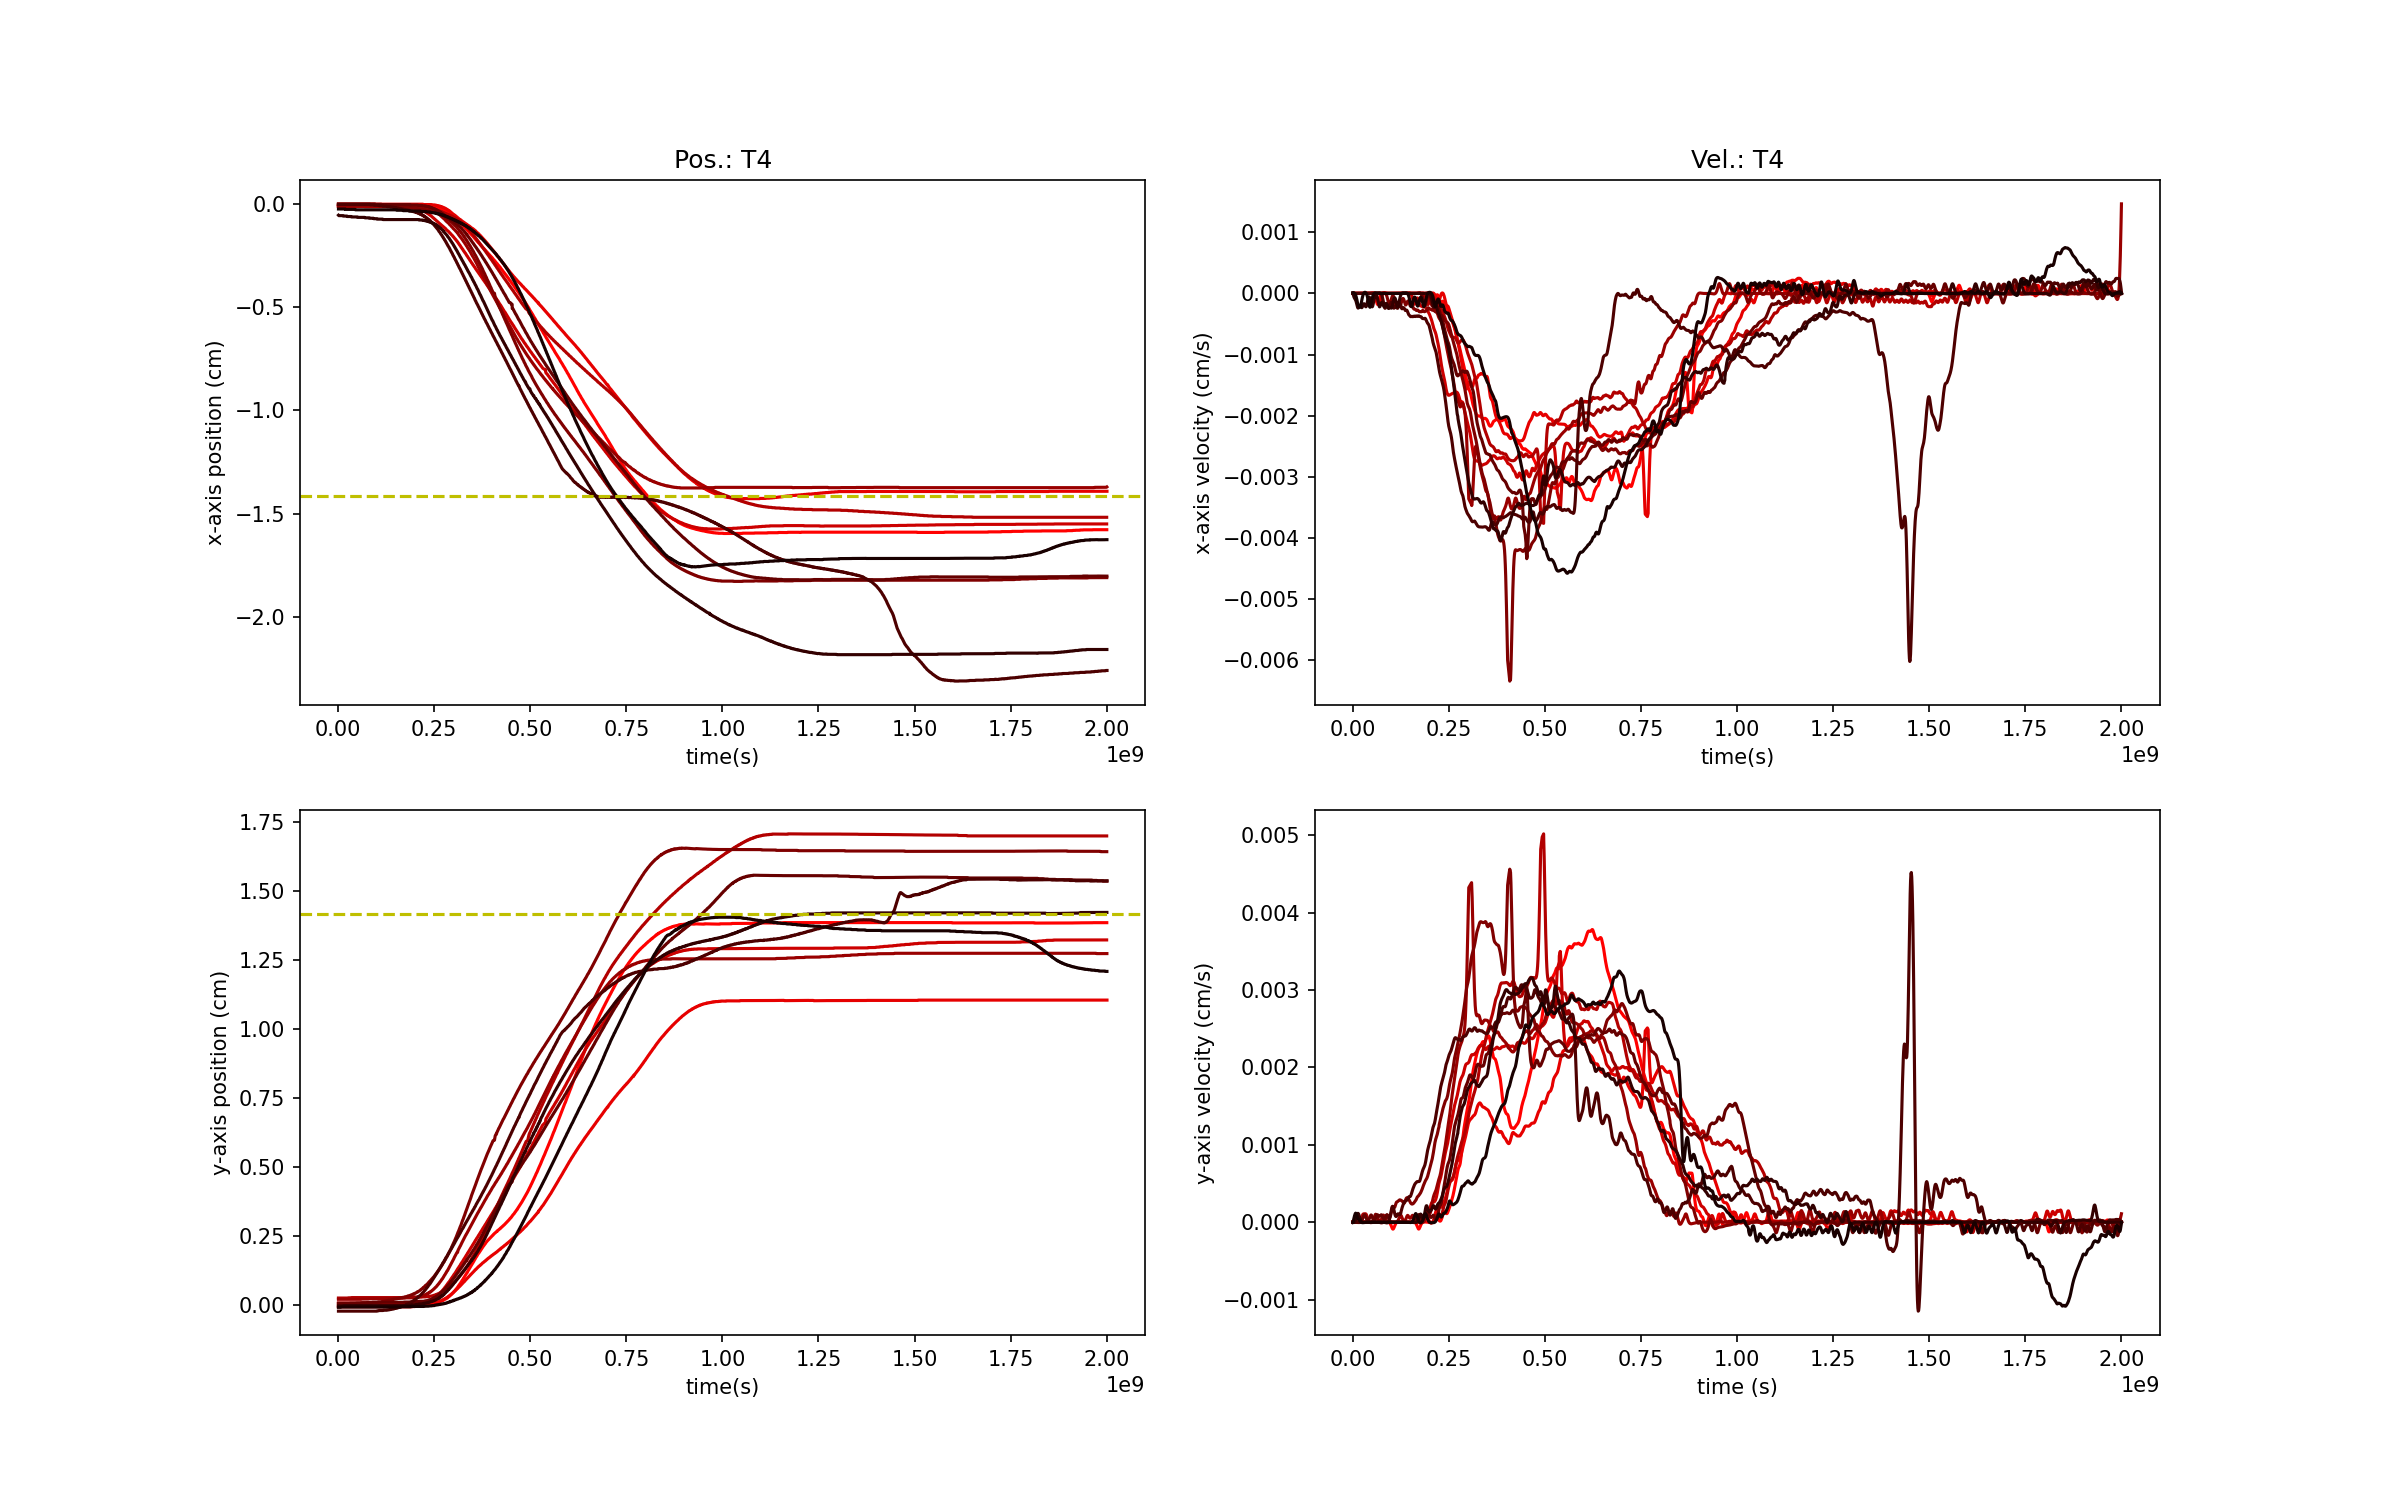 Pos.: T4
Vel.: T4
x-axis position (cm)
0.0
−0.5
−1.0
−1.5
−2.0
0.00 0.25 0.50 0.75 1.00 1.25 1.50 1.75 2.00
1e9
time(s)
x-axis velocity (cm/s)
0.001
0.000
−0.001
−0.002
−0.003
−0.004
−0.005
−0.006
0.00 0.25 0.50 0.75 1.00 1.25 1.50 1.75 2.00
1e9
time(s)
y-axis position (cm)
1.75
1.50
1.25
1.00
0.75
0.50
0.25
0.00
0.00 0.25 0.50 0.75 1.00 1.25 1.50 1.75 2.00
1e9
time(s)
y-axis velocity (cm/s)
0.005
0.004
0.003
0.002
0.001
0.000
−0.001
0.00 0.25 0.50 0.75 1.00 1.25 1.50 1.75 2.00
1e9
time (s)